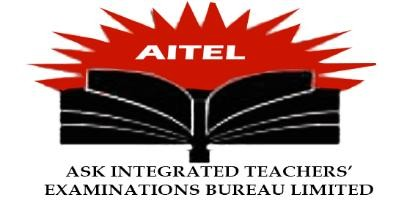 AITEL
ASK INTEGRATED TEACHERS’
EXAMINATIONS BUREAU LIMITED